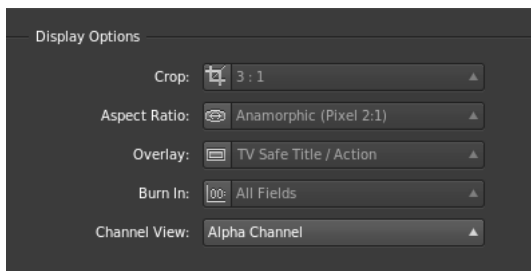 Display Options
Crop: 3 : 1
Aspect Ratio: Anamorphic (Pixel 2:1)
Overlay: TV Safe Title / Action
Burn In: 00: All Fields
Channel View: Alpha Channel